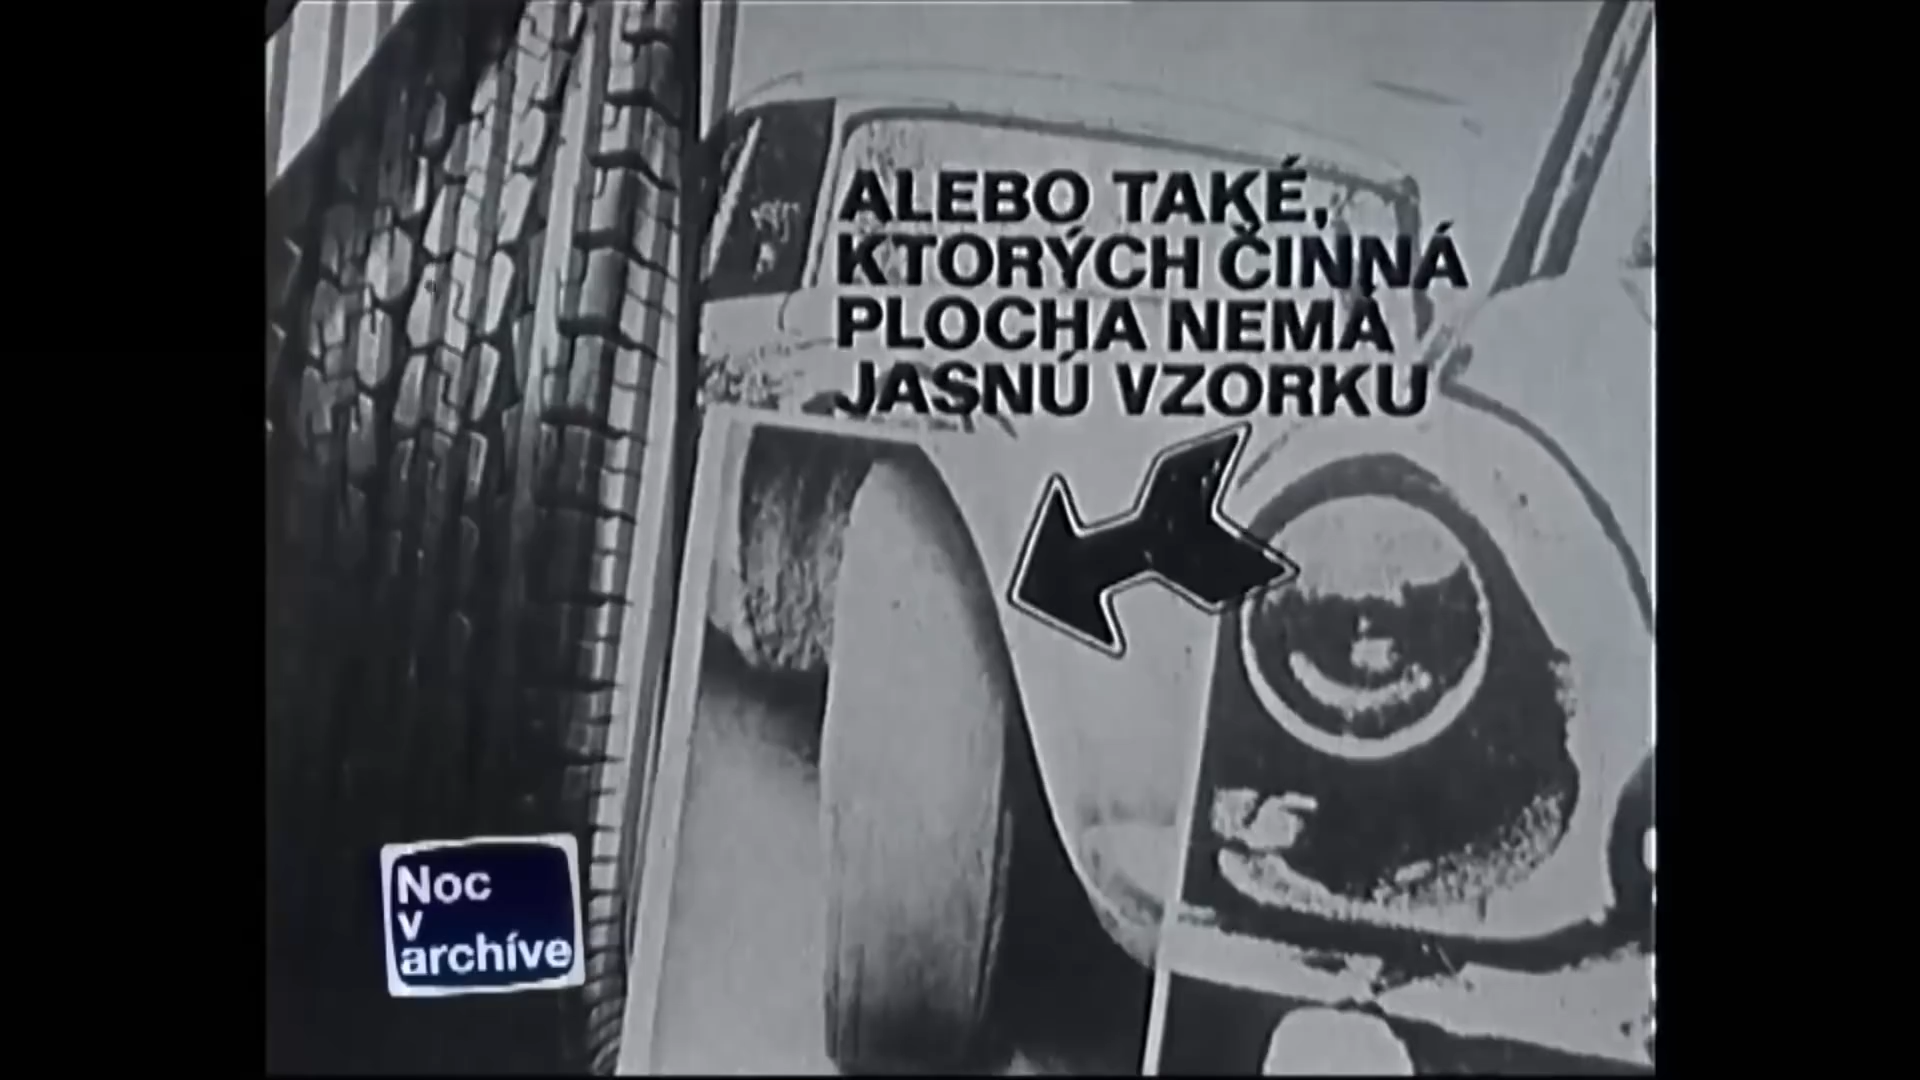 ALEBO TAKÉ,
KTORÝCH ČINNÁ
PLOCHA NEMÁ
JASNÚ VZORKU
Noc
v
archíve